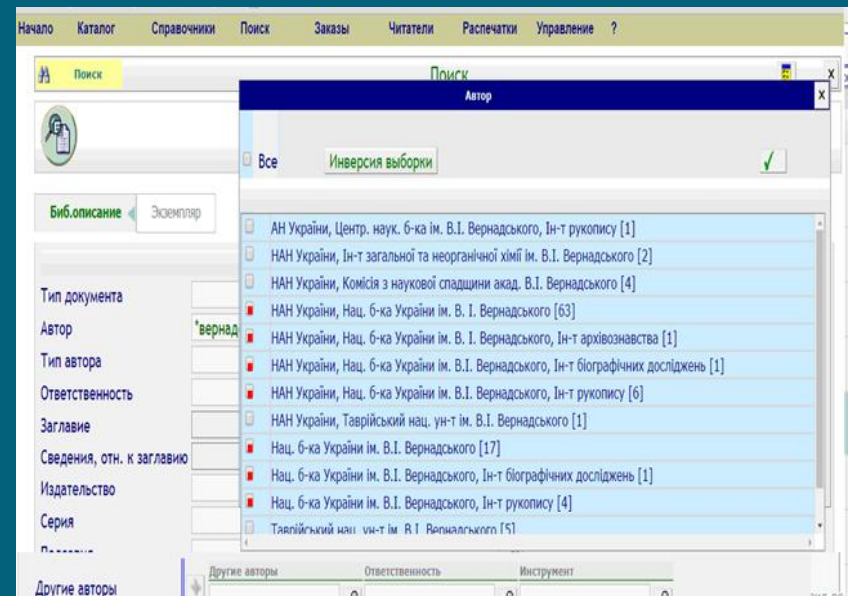 Начало Каталог Справочники Поиск Заказы Читатели Распечатки Управление ?
Поиск Поиск x
Автор x
Все Инверсия выборки
Биб.описание Экземпляр
АН України, Центр. наук. б-ка ім. В.І. Вернадського, Ін-т рукопису [1]
НАН України, Ін-т загальної та неорганічної хімії ім. В.І. Вернадського [2]
НАН України, Комісія з наукової спадщини акад. В.І. Вернадського [4]
НАН України, Нац. б-ка України ім. В. І. Вернадського [63]
НАН України, Нац. б-ка України ім. В.І. Вернадського, Ін-т архівознавства [1]
НАН України, Нац. б-ка України ім. В.І. Вернадського, Ін-т біографічних досліджень [1]
НАН України, Нац. б-ка України ім. В.І. Вернадського, Ін-т рукопису [6]
НАН України, Таврійський нац. ун-т ім. В.І. Вернадського [1]
Нац. б-ка України ім. В.І. Вернадського [17]
Нац. б-ка України ім. В.І. Вернадського, Ін-т біографічних досліджень [1]
Нац. б-ка України ім. В.І. Вернадського, Ін-т рукопису [4]
Таврійський нац. ун-т ім. В.І. Вернадського [5]
Тип документа
Автор *вернад
Тип автора
Ответственность
Заглавие
Сведения, отн. к заглавию
Издательство
Серия
Другие авторы Ответственность Инструмент
Другие авторы